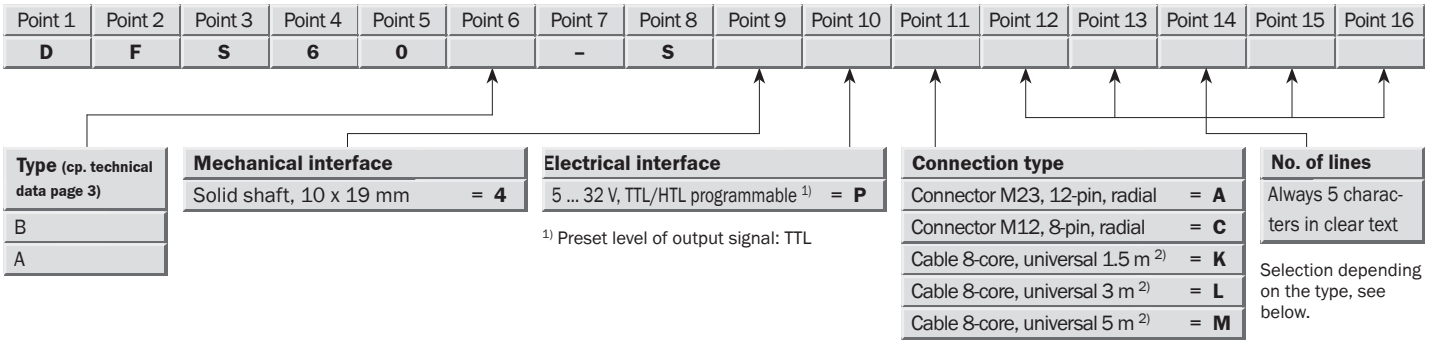 Point 1 Point 2 Point 3 Point 4 Point 5 Point 6 Point 7 Point 8 Point 9 Point 10 Point 11 Point 12 Point 13 Point 14 Point 15 Point 16
D F S 6 0 – S
Type (cp. technical
data page 3)
B
A
Mechanical interface
Solid shaft, 10 x 19 mm = 4
Electrical interface
5 ... 32 V, TTL/HTL programmable 1) = P
1) Preset level of output signal: TTL
Connection type
Connector M23, 12-pin, radial = A
Connector M12, 8-pin, radial = C
Cable 8-core, universal 1.5 m 2) = K
Cable 8-core, universal 3 m 2) = L
Cable 8-core, universal 5 m 2) = M
No. of lines
Always 5 charac-
ters in clear text
Selection depending
on the type, see
below.